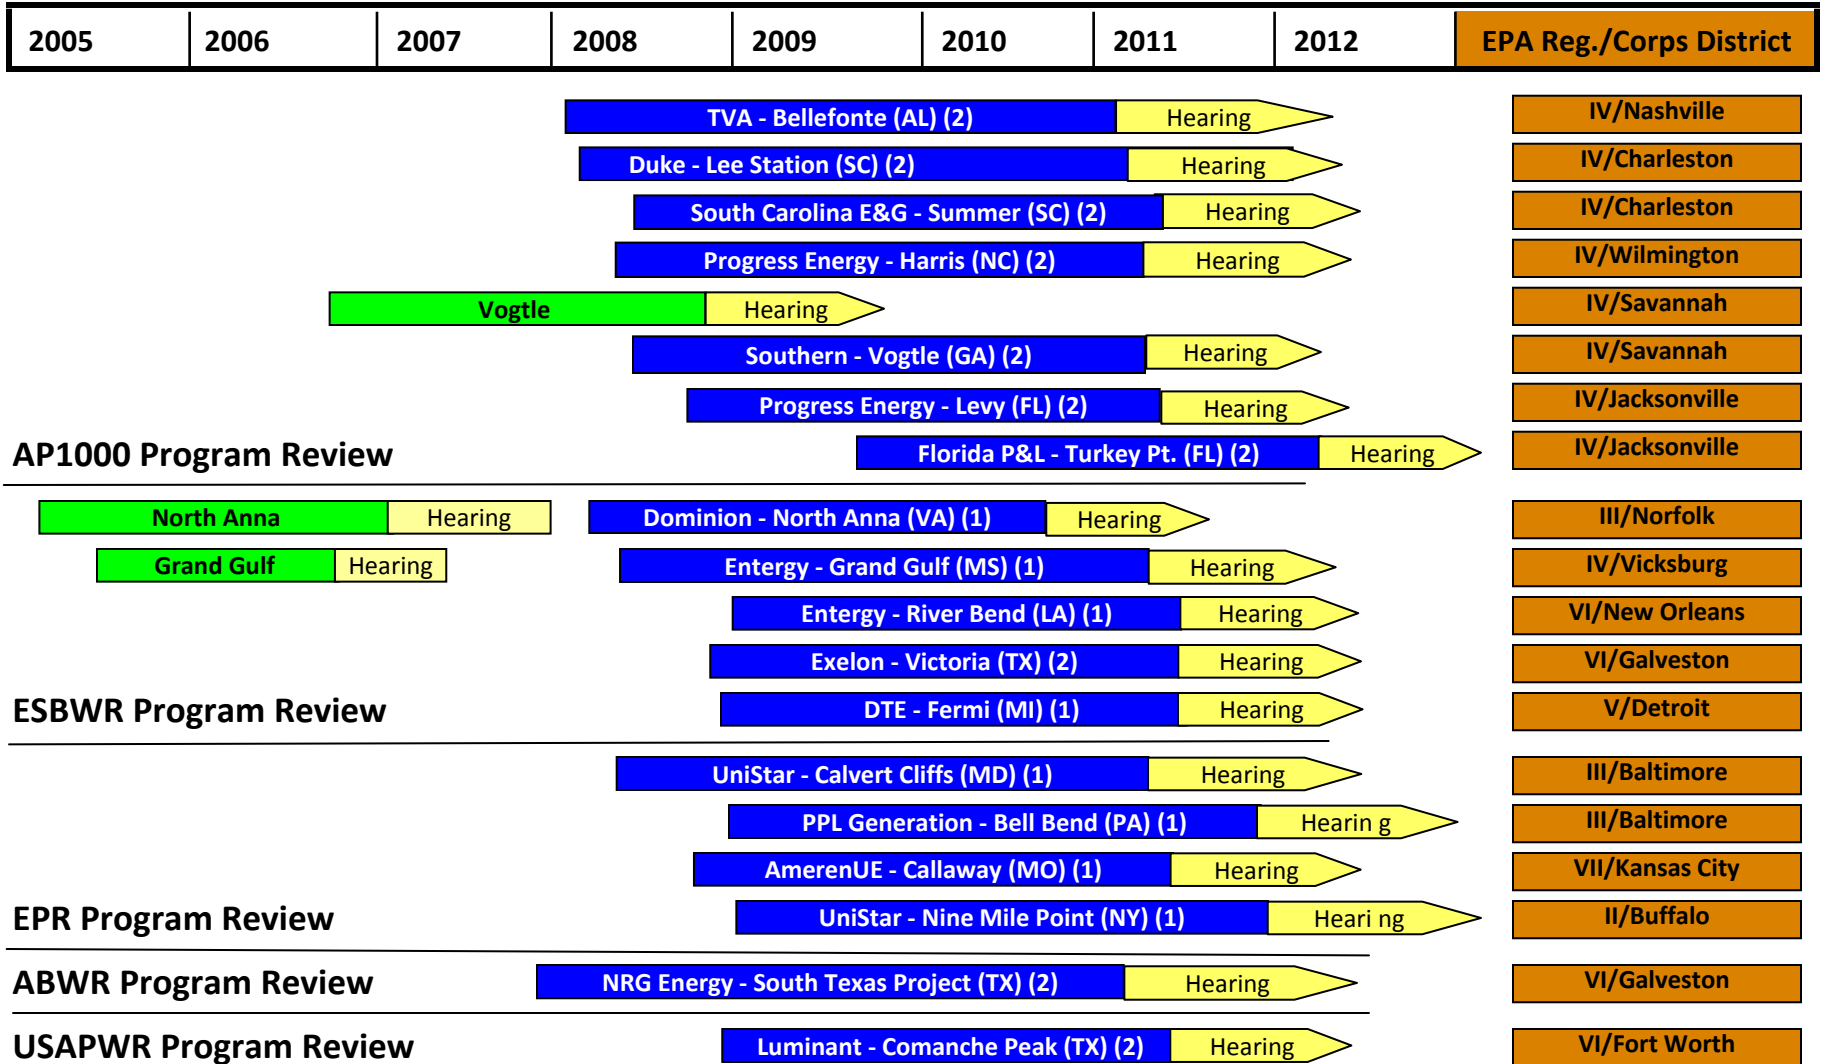 2005 2006 2007 2008 2009 2010 2011 2012 EPA Reg./Corps District
TVA - Bellefonte (AL) (2) Hearing IV/Nashville
Duke - Lee Station (SC) (2) Hearing IV/Charleston
South Carolina E&G - Summer (SC) (2) Hearing IV/Charleston
Progress Energy - Harris (NC) (2) Hearing IV/Wilmington
Vogtle Hearing IV/Savannah
Southern - Vogtle (GA) (2) Hearing IV/Savannah
Progress Energy - Levy (FL) (2) Hearing IV/Jacksonville
AP1000 Program Review Florida P&L - Turkey Pt. (FL) (2) Hearing IV/Jacksonville
North Anna Hearing Dominion - North Anna (VA) (1) Hearing III/Norfolk
Grand Gulf Hearing Entergy - Grand Gulf (MS) (1) Hearing IV/Vicksburg
Entergy - River Bend (LA) (1) Hearing VI/New Orleans
Exelon - Victoria (TX) (2) Hearing VI/Galveston
ESBWR Program Review DTE - Fermi (MI) (1) Hearing V/Detroit
UniStar - Calvert Cliffs (MD) (1) Hearing III/Baltimore
PPL Generation - Bell Bend (PA) (1) Hearin g III/Baltimore
AmerenUE - Callaway (MO) (1) Hearing VII/Kansas City
EPR Program Review UniStar - Nine Mile Point (NY) (1) Heari ng II/Buffalo
ABWR Program Review NRG Energy - South Texas Project (TX) (2) Hearing VI/Galveston
USAPWR Program Review Luminant - Comanche Peak (TX) (2) Hearing VI/Fort Worth